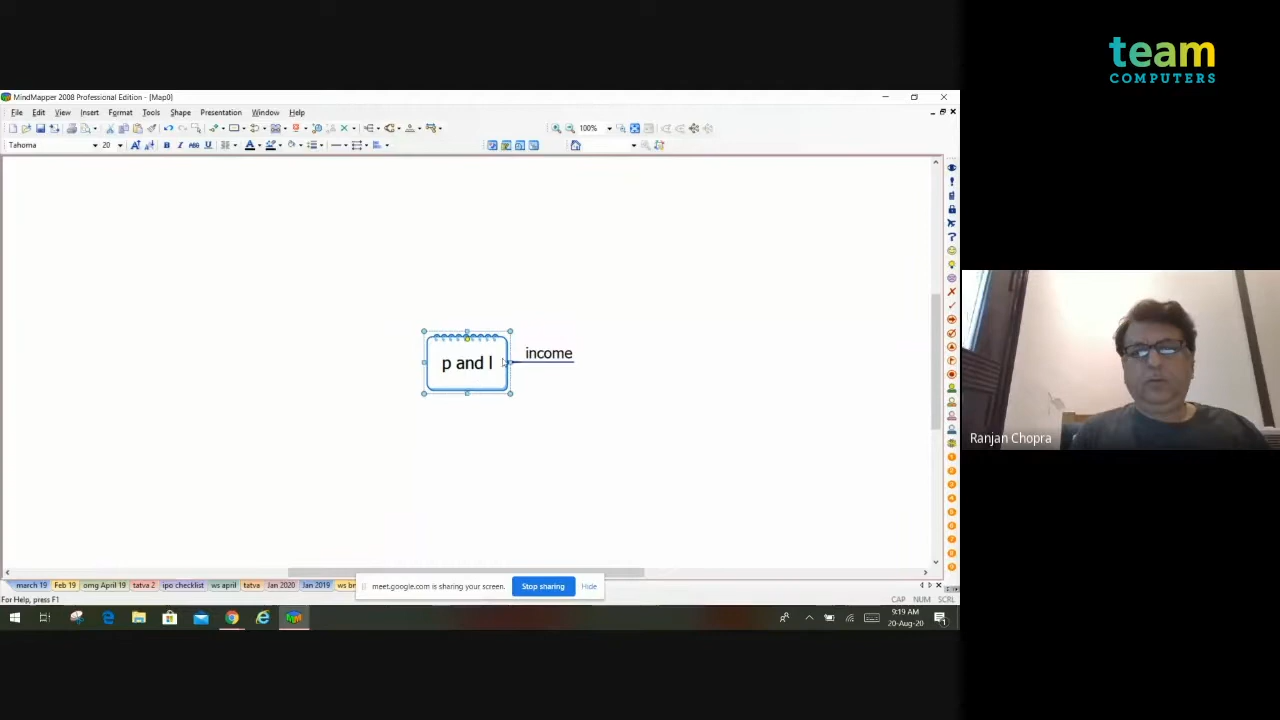 team
COMPUTERS
MindMapper 2008 Professional Edition - [Map0]
File Edit View Insert Format Tools Shape Presentation Window Help
100%
Tahoma 20
p and l
income
march 19 Feb 19 omg April 19 tatva 2 ipo checklist ws april tatva Jan 2020 Jan 2019
meet.google.com is sharing your screen. Stop sharing Hide
For Help, press F1
CAP NUM SCRL
9:19 AM
20-Aug-20
Ranjan Chopra